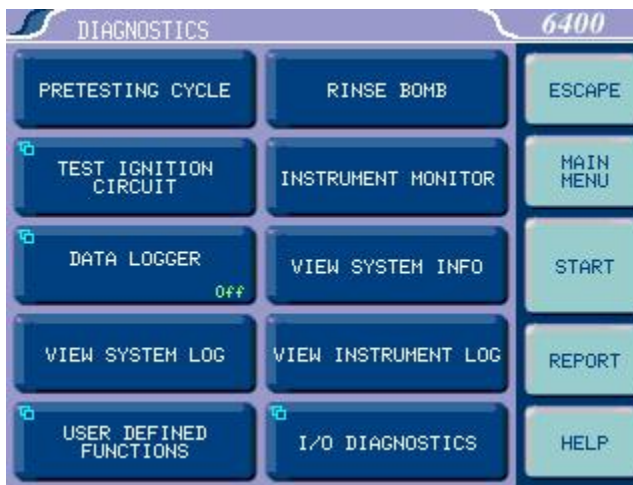 DIAGNOSTICS
6400
PRETESTING CYCLE
RINSE BOMB
ESCAPE
TEST IGNITION
CIRCUIT
INSTRUMENT MONITOR
MAIN
MENU
DATA LOGGER
Off
VIEW SYSTEM INFO
START
VIEW SYSTEM LOG
VIEW INSTRUMENT LOG
REPORT
USER DEFINED
FUNCTIONS
I/O DIAGNOSTICS
HELP